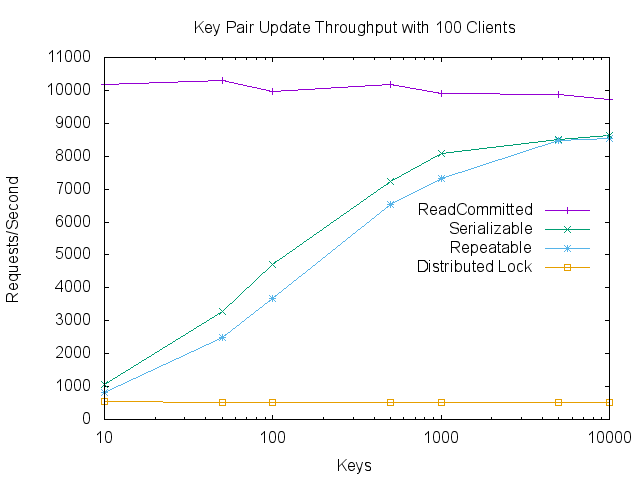 Key Pair Update Throughput with 100 Clients
11000
10000
9000
8000
7000
6000
5000
4000
3000
2000
1000
0
Requests/Second
ReadCommitted
Serializable
Repeatable
Distributed Lock
10
100
1000
10000
Keys